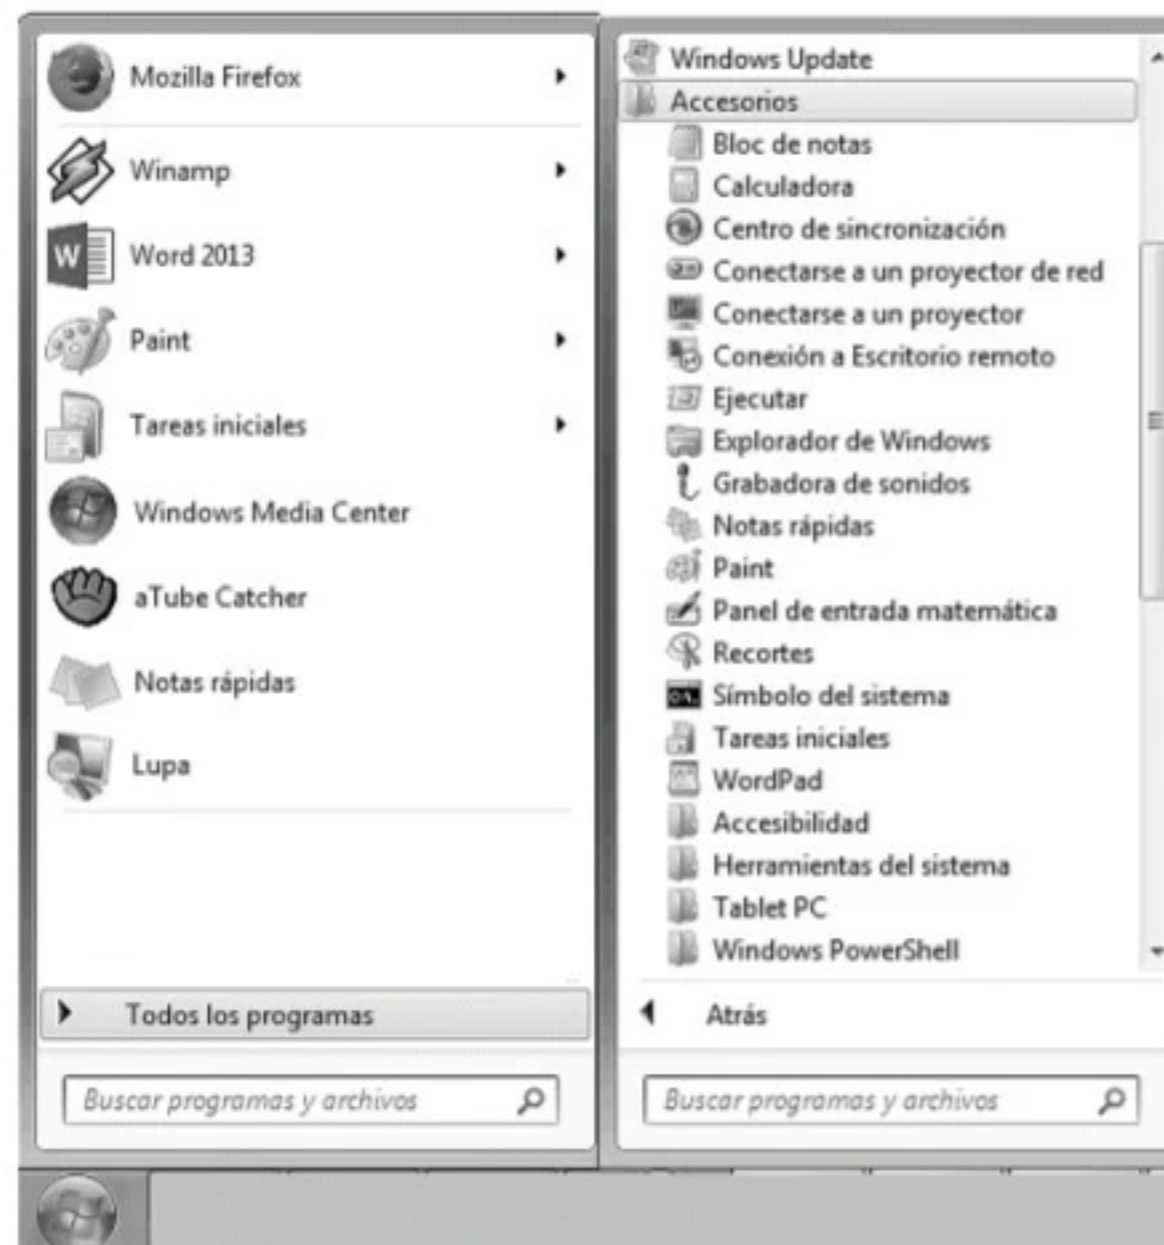 Mozilla Firefox
Winamp
Word 2013
Paint
Tareas iniciales
Windows Media Center
aTube Catcher
Notas rápidas
Lupa
Todos los programas
Buscar programas y archivos
Windows Update
Accesorios
Bloc de notas
Calculadora
Centro de sincronización
Conectarse a un proyector de red
Conectarse a un proyector
Conexión a Escritorio remoto
Ejecutar
Explorador de Windows
Grabadora de sonidos
Notas rápidas
Paint
Panel de entrada matemática
Recortes
Símbolo del sistema
Tareas iniciales
WordPad
Accesibilidad
Herramientas del sistema
Tablet PC
Windows PowerShell
Atrás
Buscar programas y archivos